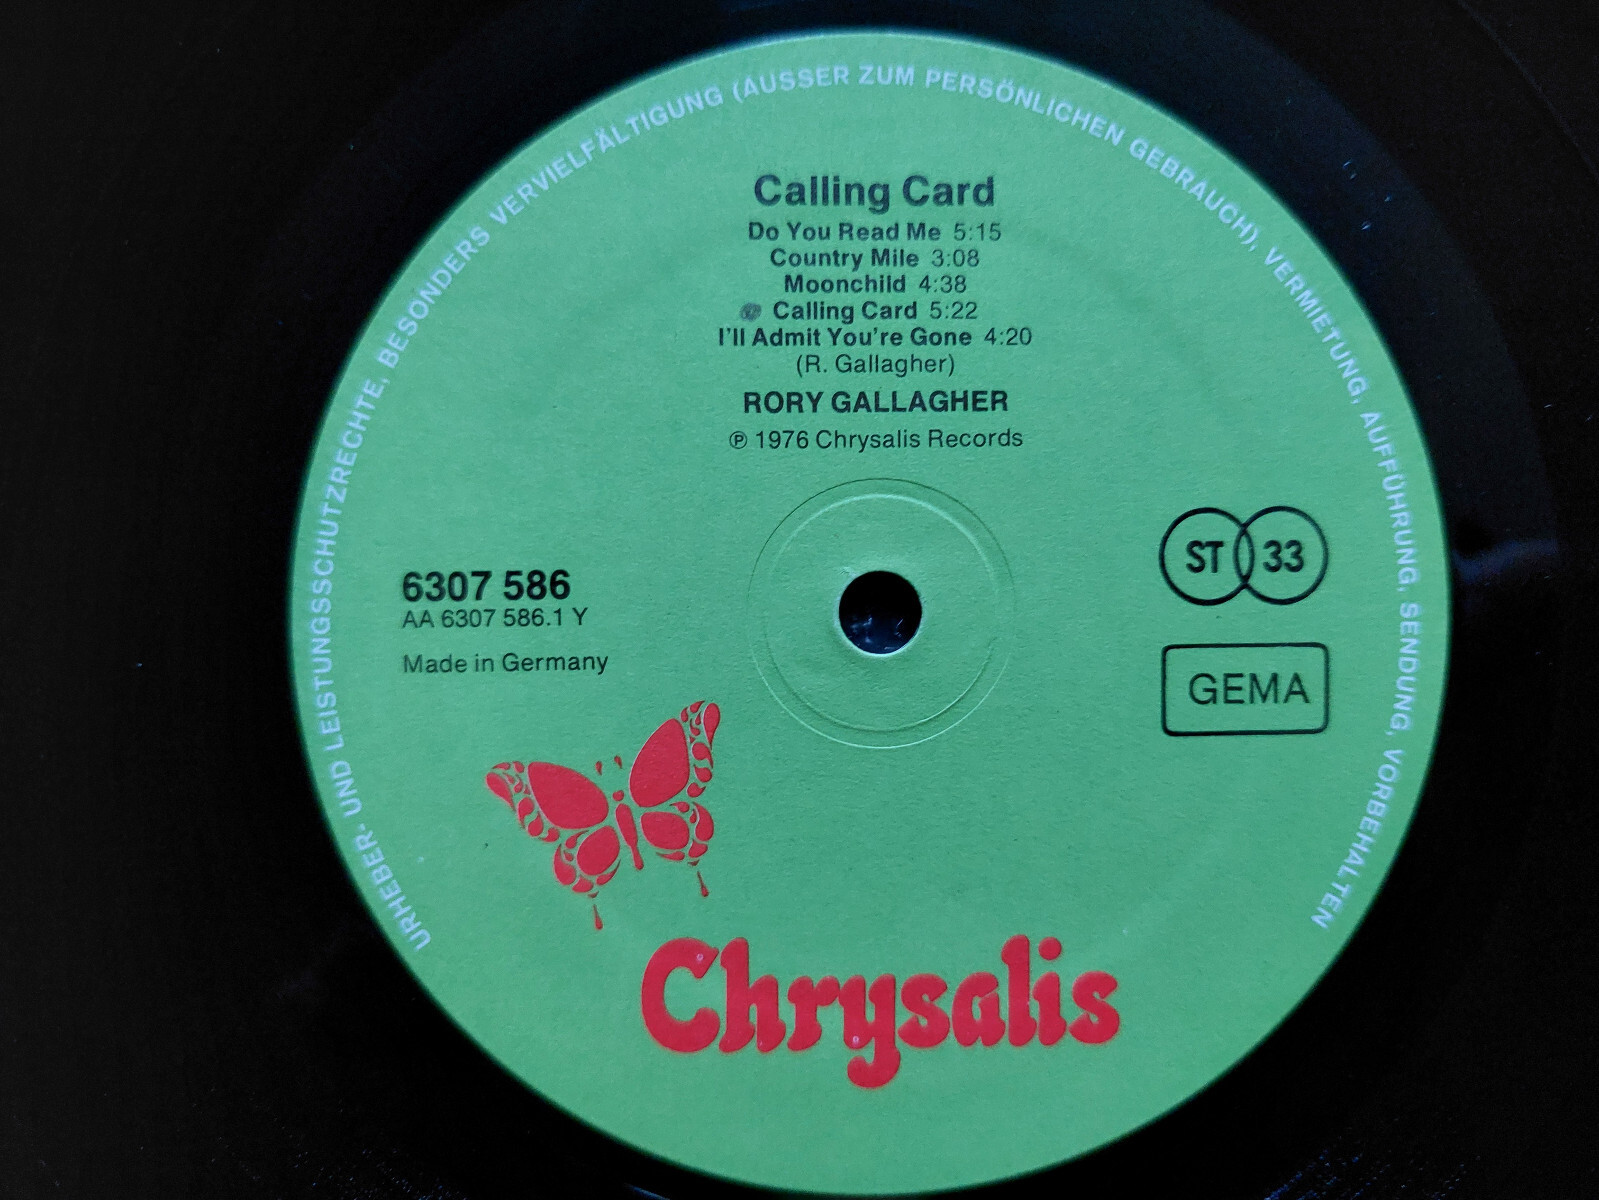 URHEBER- UND LEISTUNGSSCHUTZRECHTE, BESONDERS VERVIELFÄLTIGUNG (AUSSER ZUM PERSÖNLICHEN GEBRAUCH), VERMIETUNG, AUFFÜHRUNG, SENDUNG, VORBEHALTEN
Calling Card
Do You Read Me 5:15
Country Mile 3:08
Moonchild 4:38
Calling Card 5:22
I'll Admit You're Gone 4:20
(R. Gallagher)
RORY GALLAGHER
℗ 1976 Chrysalis Records
ST 33
6307 586
AA 6307 586.1 Y
Made in Germany
GEMA
Chrysalis